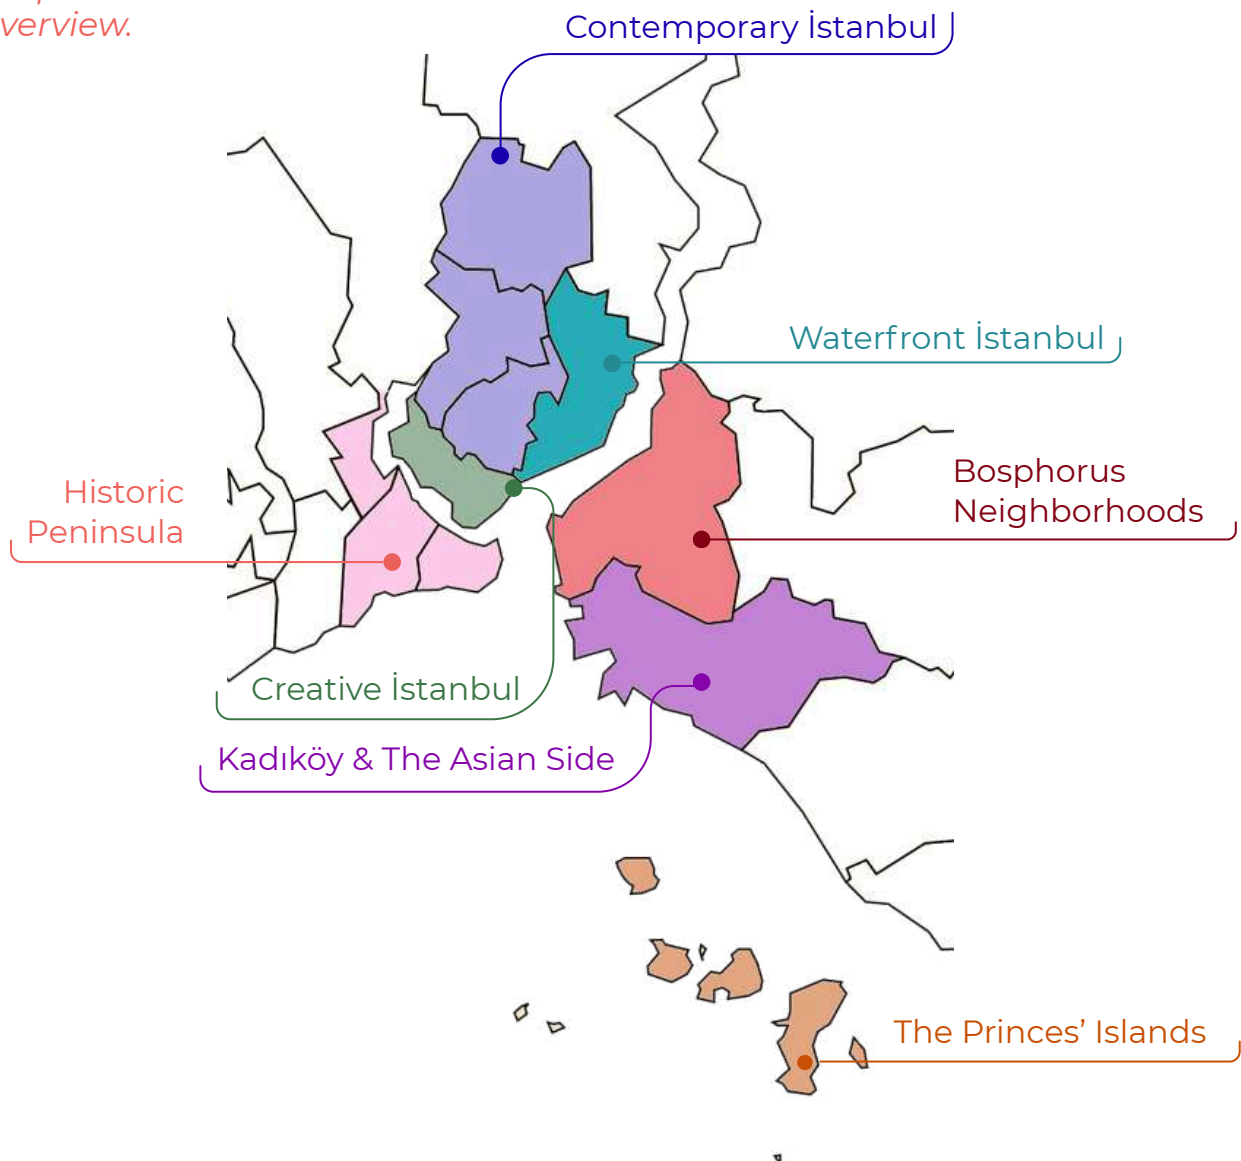 verview.
Contemporary İstanbul
Waterfront İstanbul
Bosphorus
Neighborhoods
Historic
Peninsula
Creative İstanbul
Kadıköy & The Asian Side
The Princes’ Islands